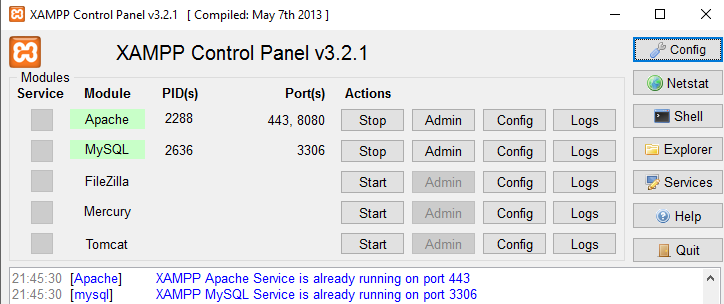 XAMPP Control Panel v3.2.1 [ Compiled: May 7th 2013 ]
XAMPP Control Panel v3.2.1
Config
Modules
Service Module PID(s) Port(s) Actions
Netstat
Apache 2288 443, 8080 Stop Admin Config Logs
Shell
MySQL 2636 3306 Stop Admin Config Logs
Explorer
FileZilla Start Admin Config Logs
Services
Mercury Start Admin Config Logs
Help
Tomcat Start Admin Config Logs
Quit
21:45:30 [Apache] XAMPP Apache Service is already running on port 443
21:45:30 [mysql] XAMPP MySQL Service is already running on port 3306